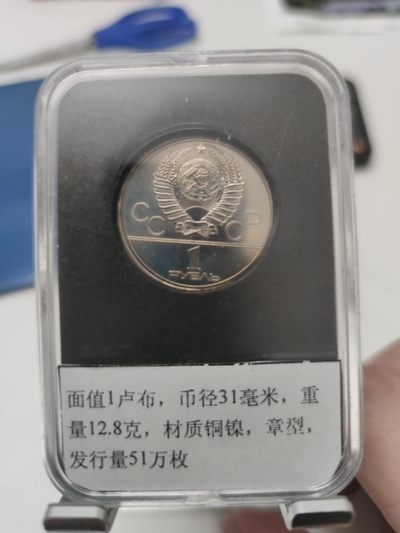 СССР
1
РУБЛЬ
面值1卢布，币径31毫米，重
量12.8克，材质铜镍，章型，
发行量51万枚